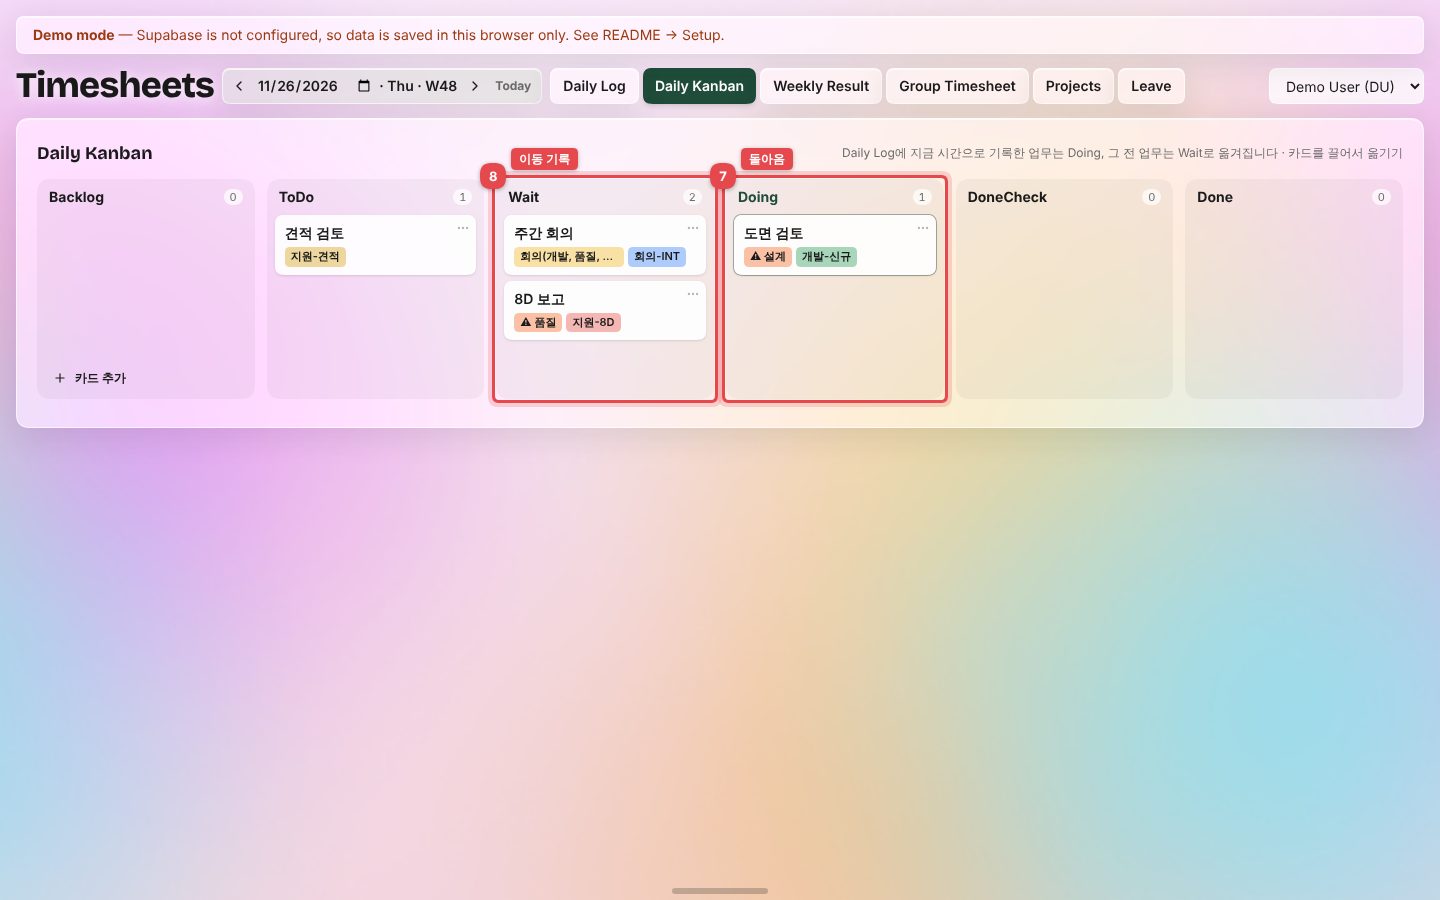 Demo mode — Supabase is not configured, so data is saved in this browser only. See README → Setup.
Timesheets
11/26/2026 · Thu · W48 Today
Daily Log
Daily Kanban
Weekly Result
Group Timesheet
Projects
Leave
Demo User (DU)
Daily Kanban
Daily Log에 지금 시간으로 기록한 업무는 Doing, 그 전 업무는 Wait로 옮겨집니다 · 카드를 끌어서 옮기기
Backlog 0
+ 카드 추가
ToDo 1
견적 검토
지원-견적
8 이동 기록
Wait 2
주간 회의
회의(개발, 품질, ... 회의-INT
8D 보고
⚠ 품질 지원-8D
7 돌아옴
Doing 1
도면 검토
⚠ 설계 개발-신규
DoneCheck 0
Done 0